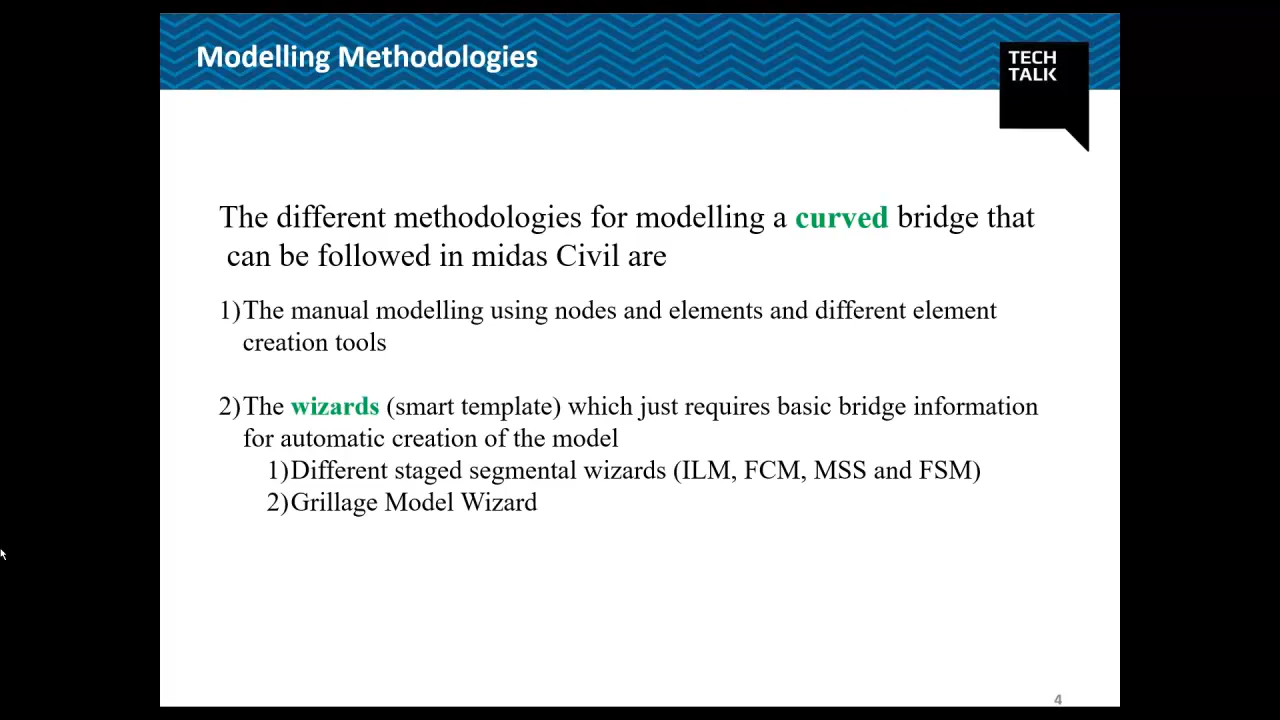 Modelling Methodologies
TECH
TALK
The different methodologies for modelling a curved bridge that
can be followed in midas Civil are
1)The manual modelling using nodes and elements and different element
creation tools
2)The wizards (smart template) which just requires basic bridge information
for automatic creation of the model
1)Different staged segmental wizards (ILM, FCM, MSS and FSM)
2)Grillage Model Wizard
4